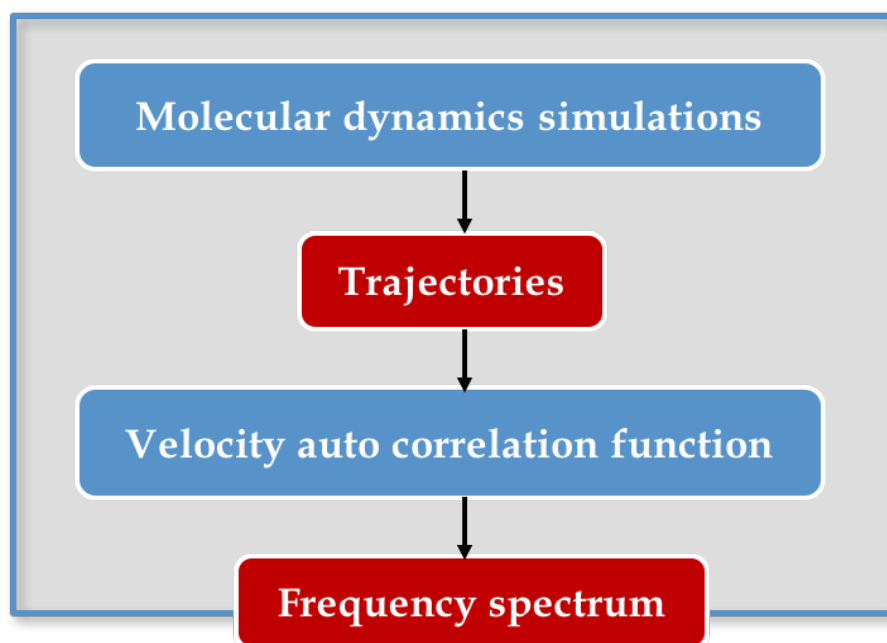 Molecular dynamics simulations
Trajectories
Velocity auto correlation function
Frequency spectrum